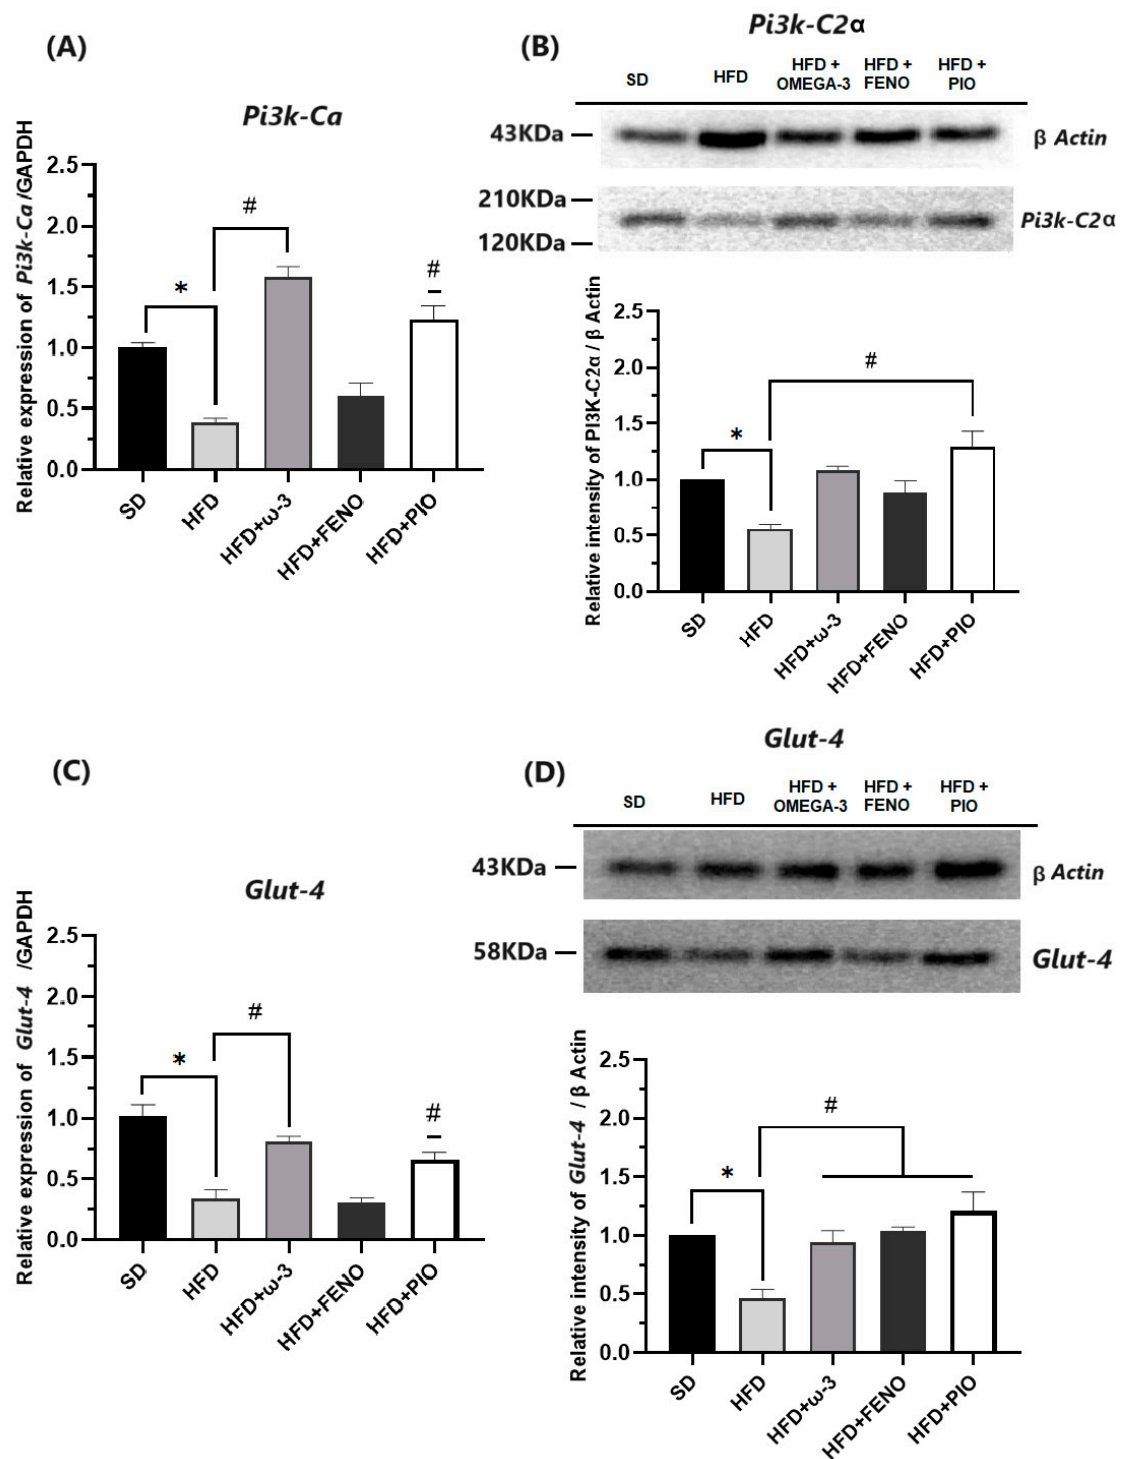 (A)
Pi3k-Ca
Relative expression of Pi3k-Ca /GAPDH
2.5
2.0
1.5
1.0
0.5
0.0
*
#
#
SD
HFD
HFD+ω-3
HFD+FENO
HFD+PIO
(B)
Pi3k-C2α
SD
HFD
HFD +
OMEGA-3
HFD +
FENO
HFD +
PIO
43KDa
β Actin
210KDa
120KDa
Pi3k-C2α
Relative intensity of PI3K-C2α / β Actin
2.5
2.0
1.5
1.0
0.5
0.0
*
#
SD
HFD
HFD+ω-3
HFD+FENO
HFD+PIO
(C)
Glut-4
Relative expression of Glut-4 /GAPDH
2.5
2.0
1.5
1.0
0.5
0.0
*
#
#
SD
HFD
HFD+ω-3
HFD+FENO
HFD+PIO
(D)
Glut-4
SD
HFD
HFD +
OMEGA-3
HFD +
FENO
HFD +
PIO
43KDa
β Actin
58KDa
Glut-4
Relative intensity of Glut-4 / β Actin
2.5
2.0
1.5
1.0
0.5
0.0
*
#
SD
HFD
HFD+ω-3
HFD+FENO
HFD+PIO